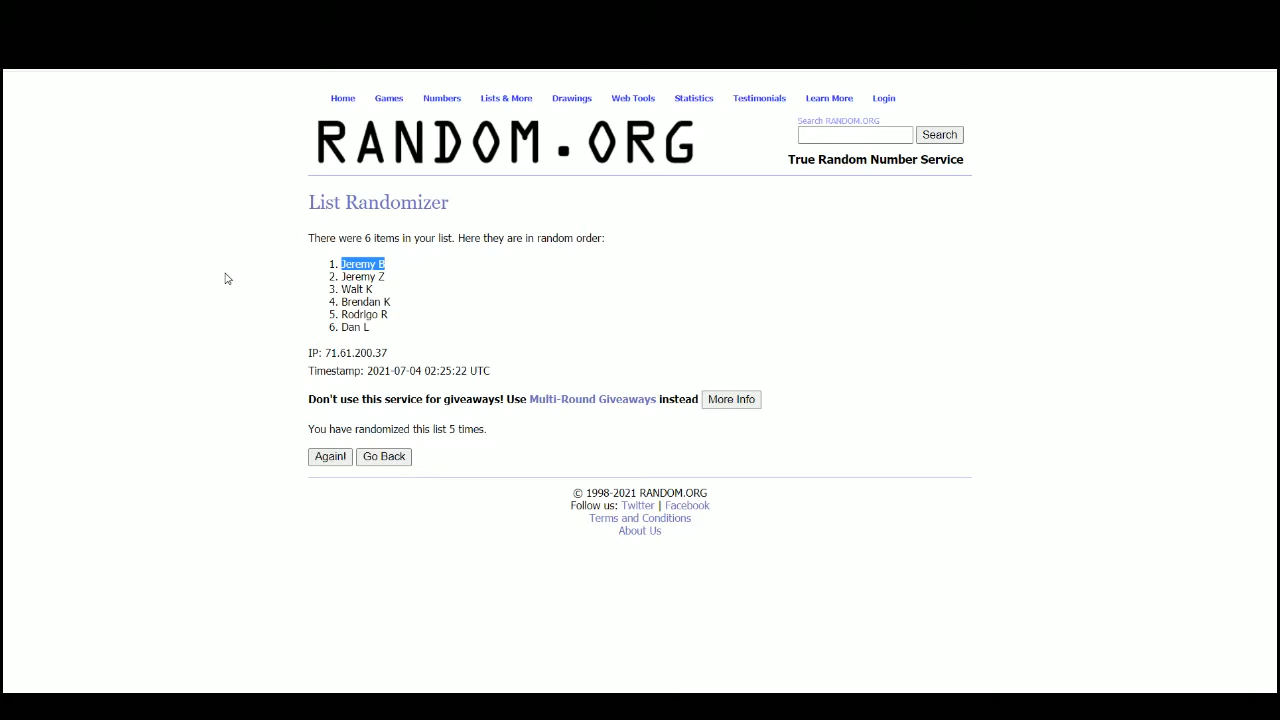 Home Games Numbers Lists & More Drawings Web Tools Statistics Testimonials Learn More Login
RANDOM.ORG
Search RANDOM.ORG
Search
True Random Number Service
List Randomizer
There were 6 items in your list. Here they are in random order:
1. Jeremy B
2. Jeremy Z
3. Walt K
4. Brendan K
5. Rodrigo R
6. Dan L
IP: 71.61.200.37
Timestamp: 2021-07-04 02:25:22 UTC
Don't use this service for giveaways! Use Multi-Round Giveaways instead More Info
You have randomized this list 5 times.
Again! Go Back
© 1998-2021 RANDOM.ORG
Follow us: Twitter | Facebook
Terms and Conditions
About Us